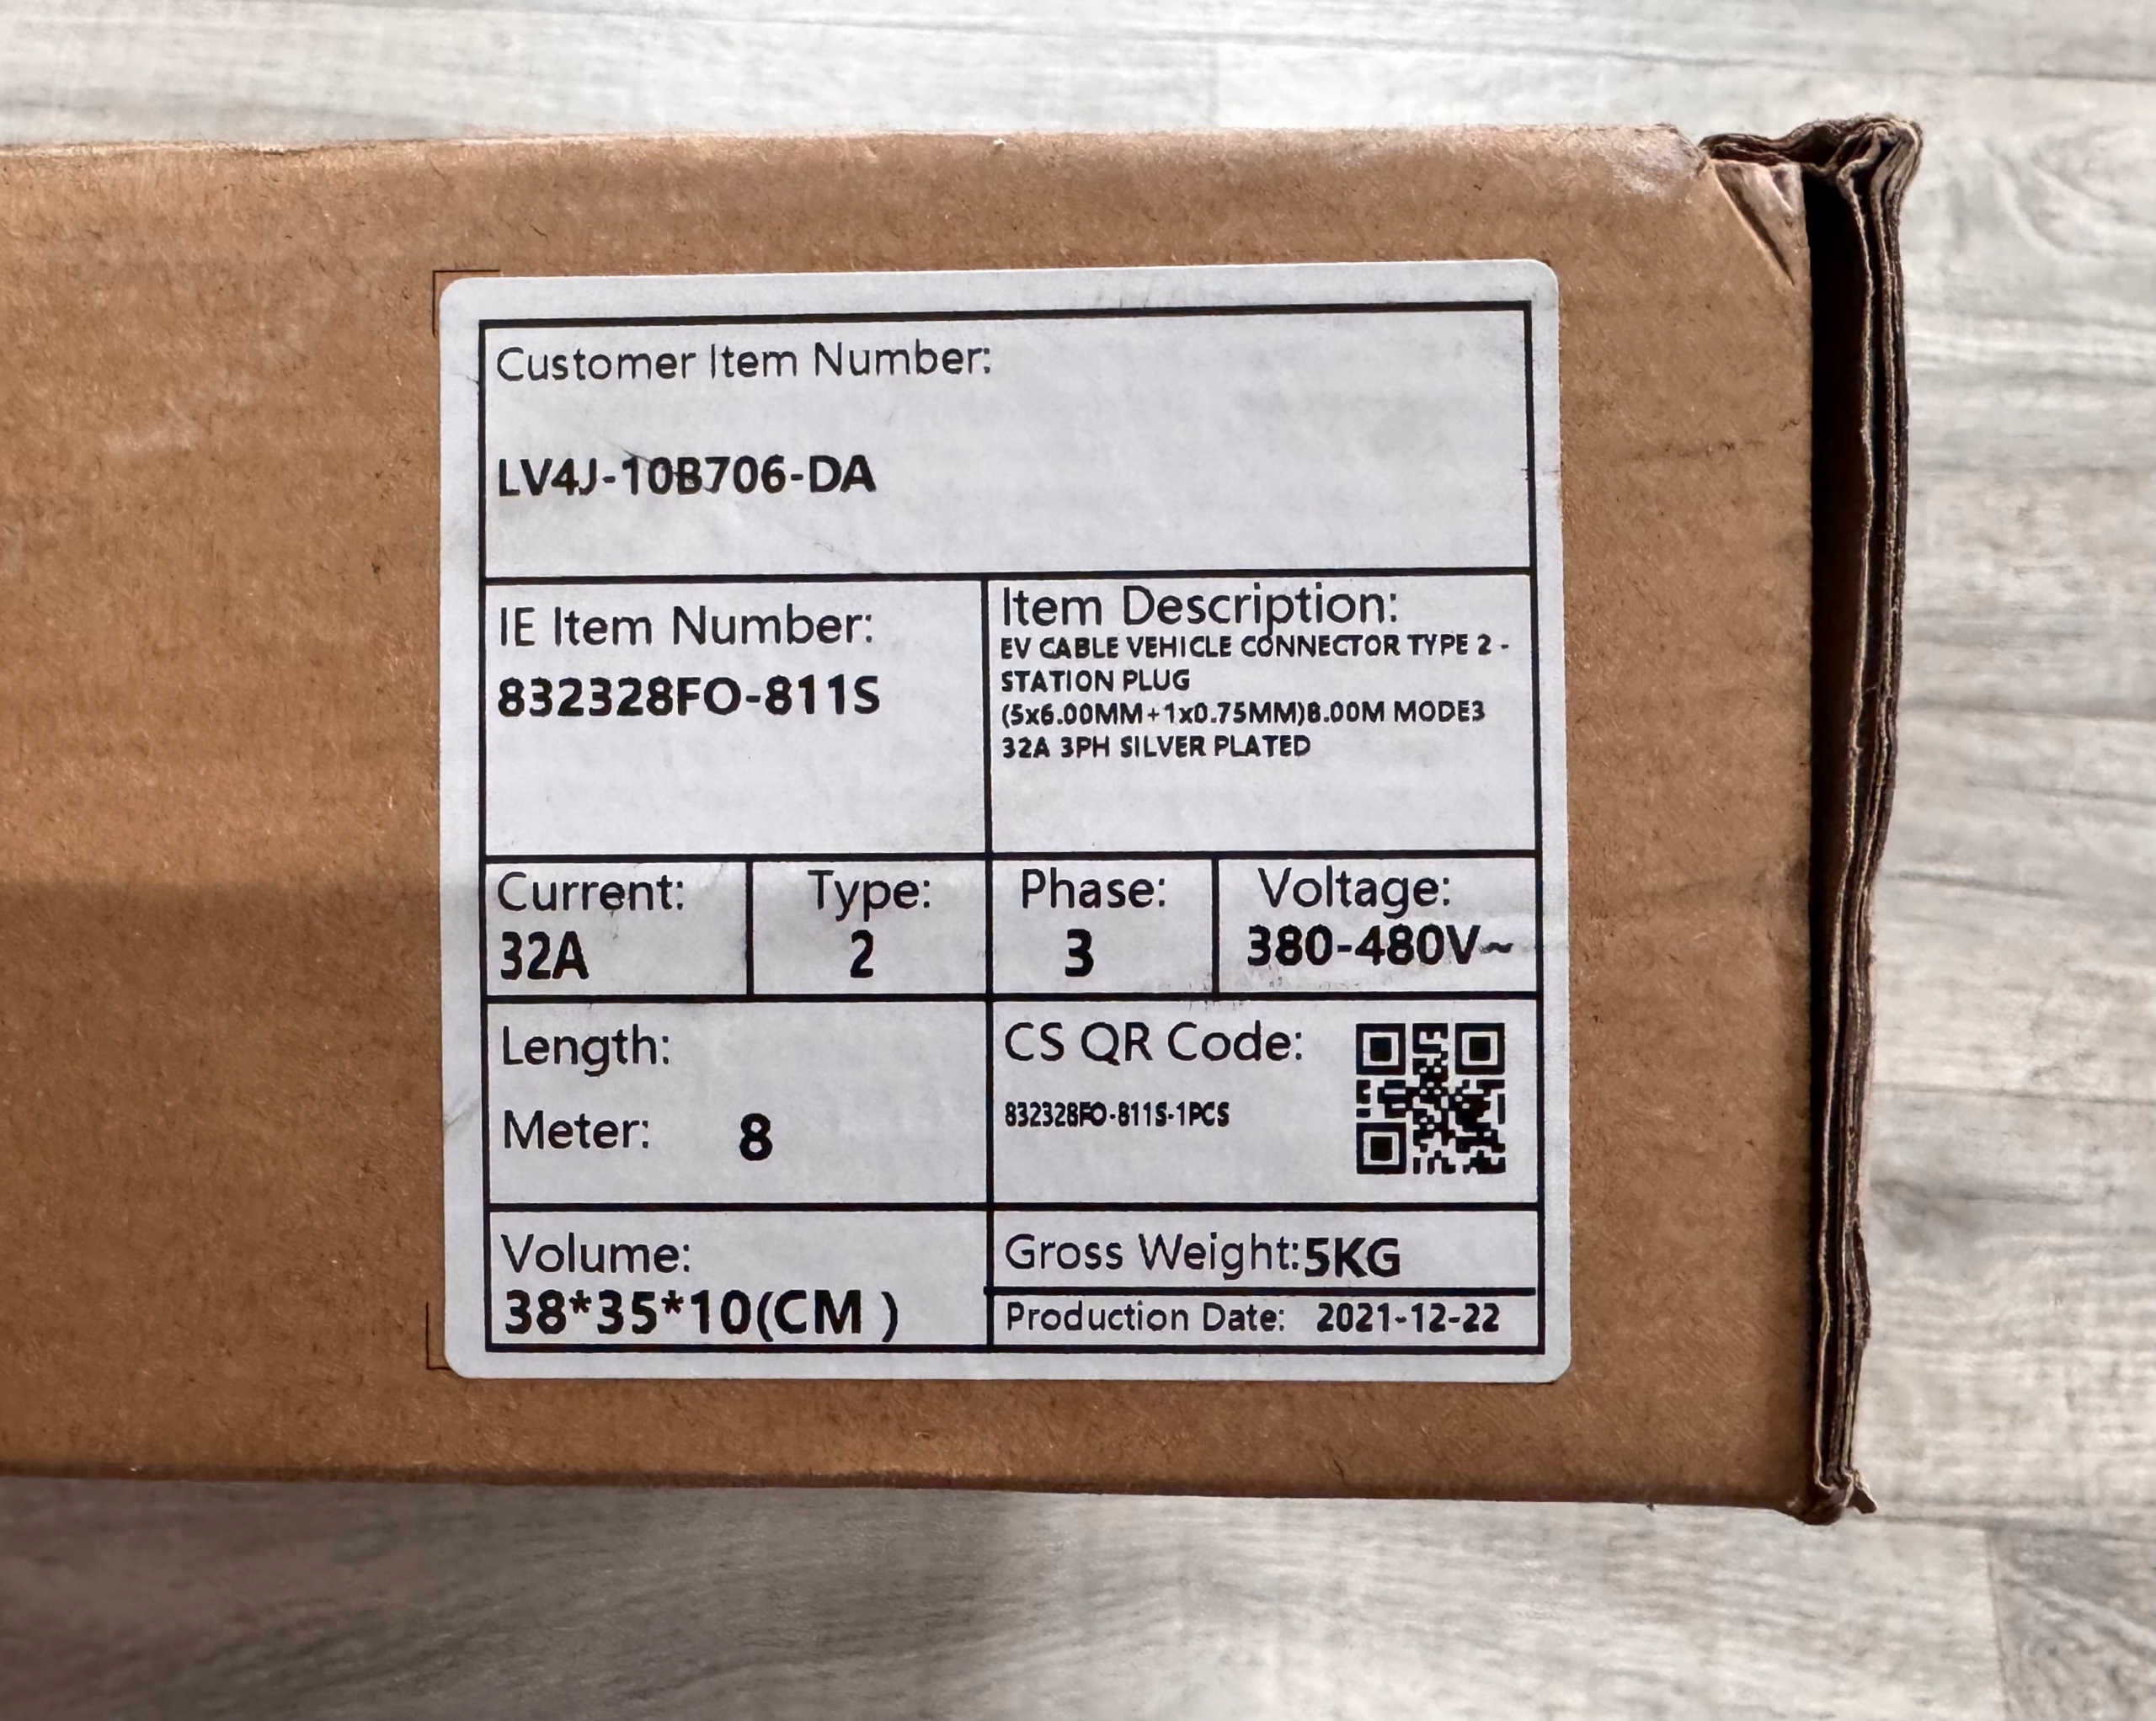 Customer Item Number:
LV4J-10B706-DA
IE Item Number:
832328FO-811S
Item Description:
EV CABLE VEHICLE CONNECTOR TYPE 2 -
STATION PLUG
(5x6.00MM+1x0.75MM)8.00M MODE3
32A 3PH SILVER PLATED
Current:
32A
Type:
2
Phase:
3
Voltage:
380-480V~
Length:
Meter: 8
CS QR Code:
832328FO-811S-1PCS
Volume:
38*35*10(CM )
Gross Weight:5KG
Production Date: 2021-12-22